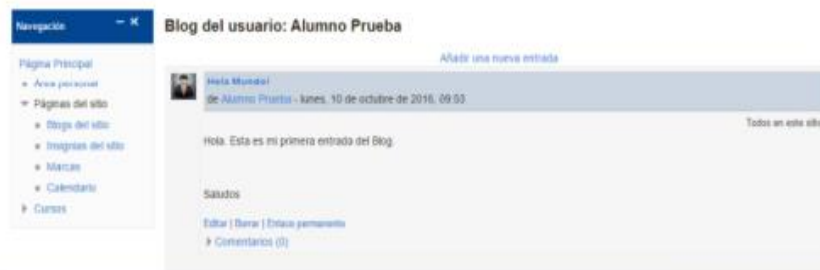 Navegación
Página Principal
Área personal
Páginas del sitio
Blogs del sitio
Insignias del sitio
Marcas
Calendario
Cursos
Blog del usuario: Alumno Prueba
Añadir una nueva entrada
Hola Mundo!
de Alumno Prueba - lunes, 10 de octubre de 2016, 09:53
Todos en este sitio
Hola. Esta es mi primera entrada del Blog.
Saludos
Editar | Borrar | Enlace permanente
Comentarios (0)